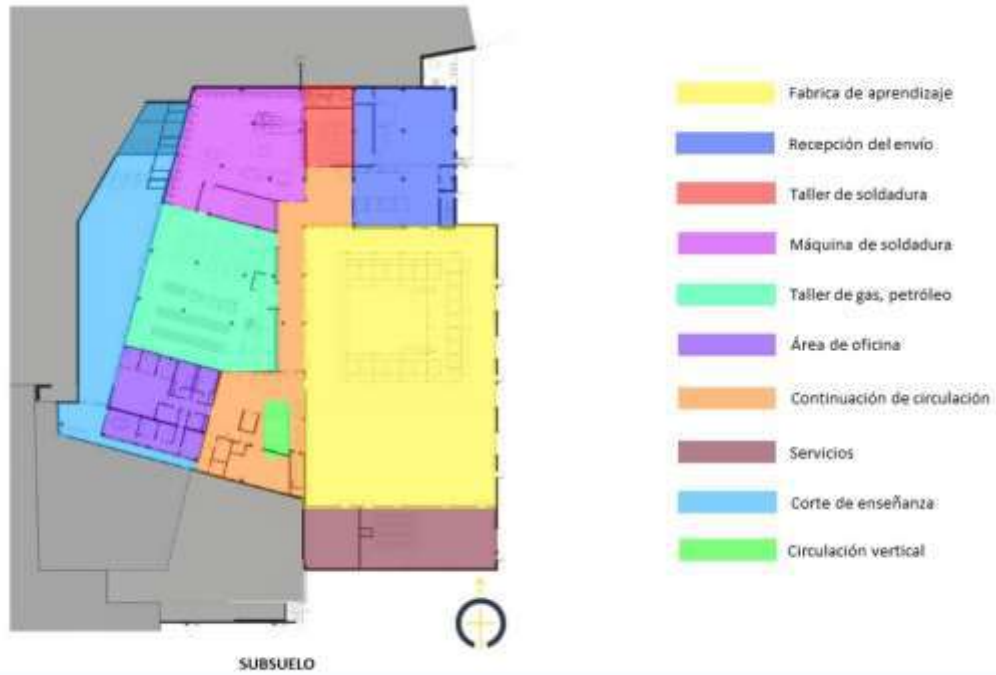 Fabrica de aprendizaje
Recepción del envío
Taller de soldadura
Máquina de soldadura
Taller de gas, petróleo
Área de oficina
Continuación de circulación
Servicios
Corte de enseñanza
Circulación vertical
SUBSUELO